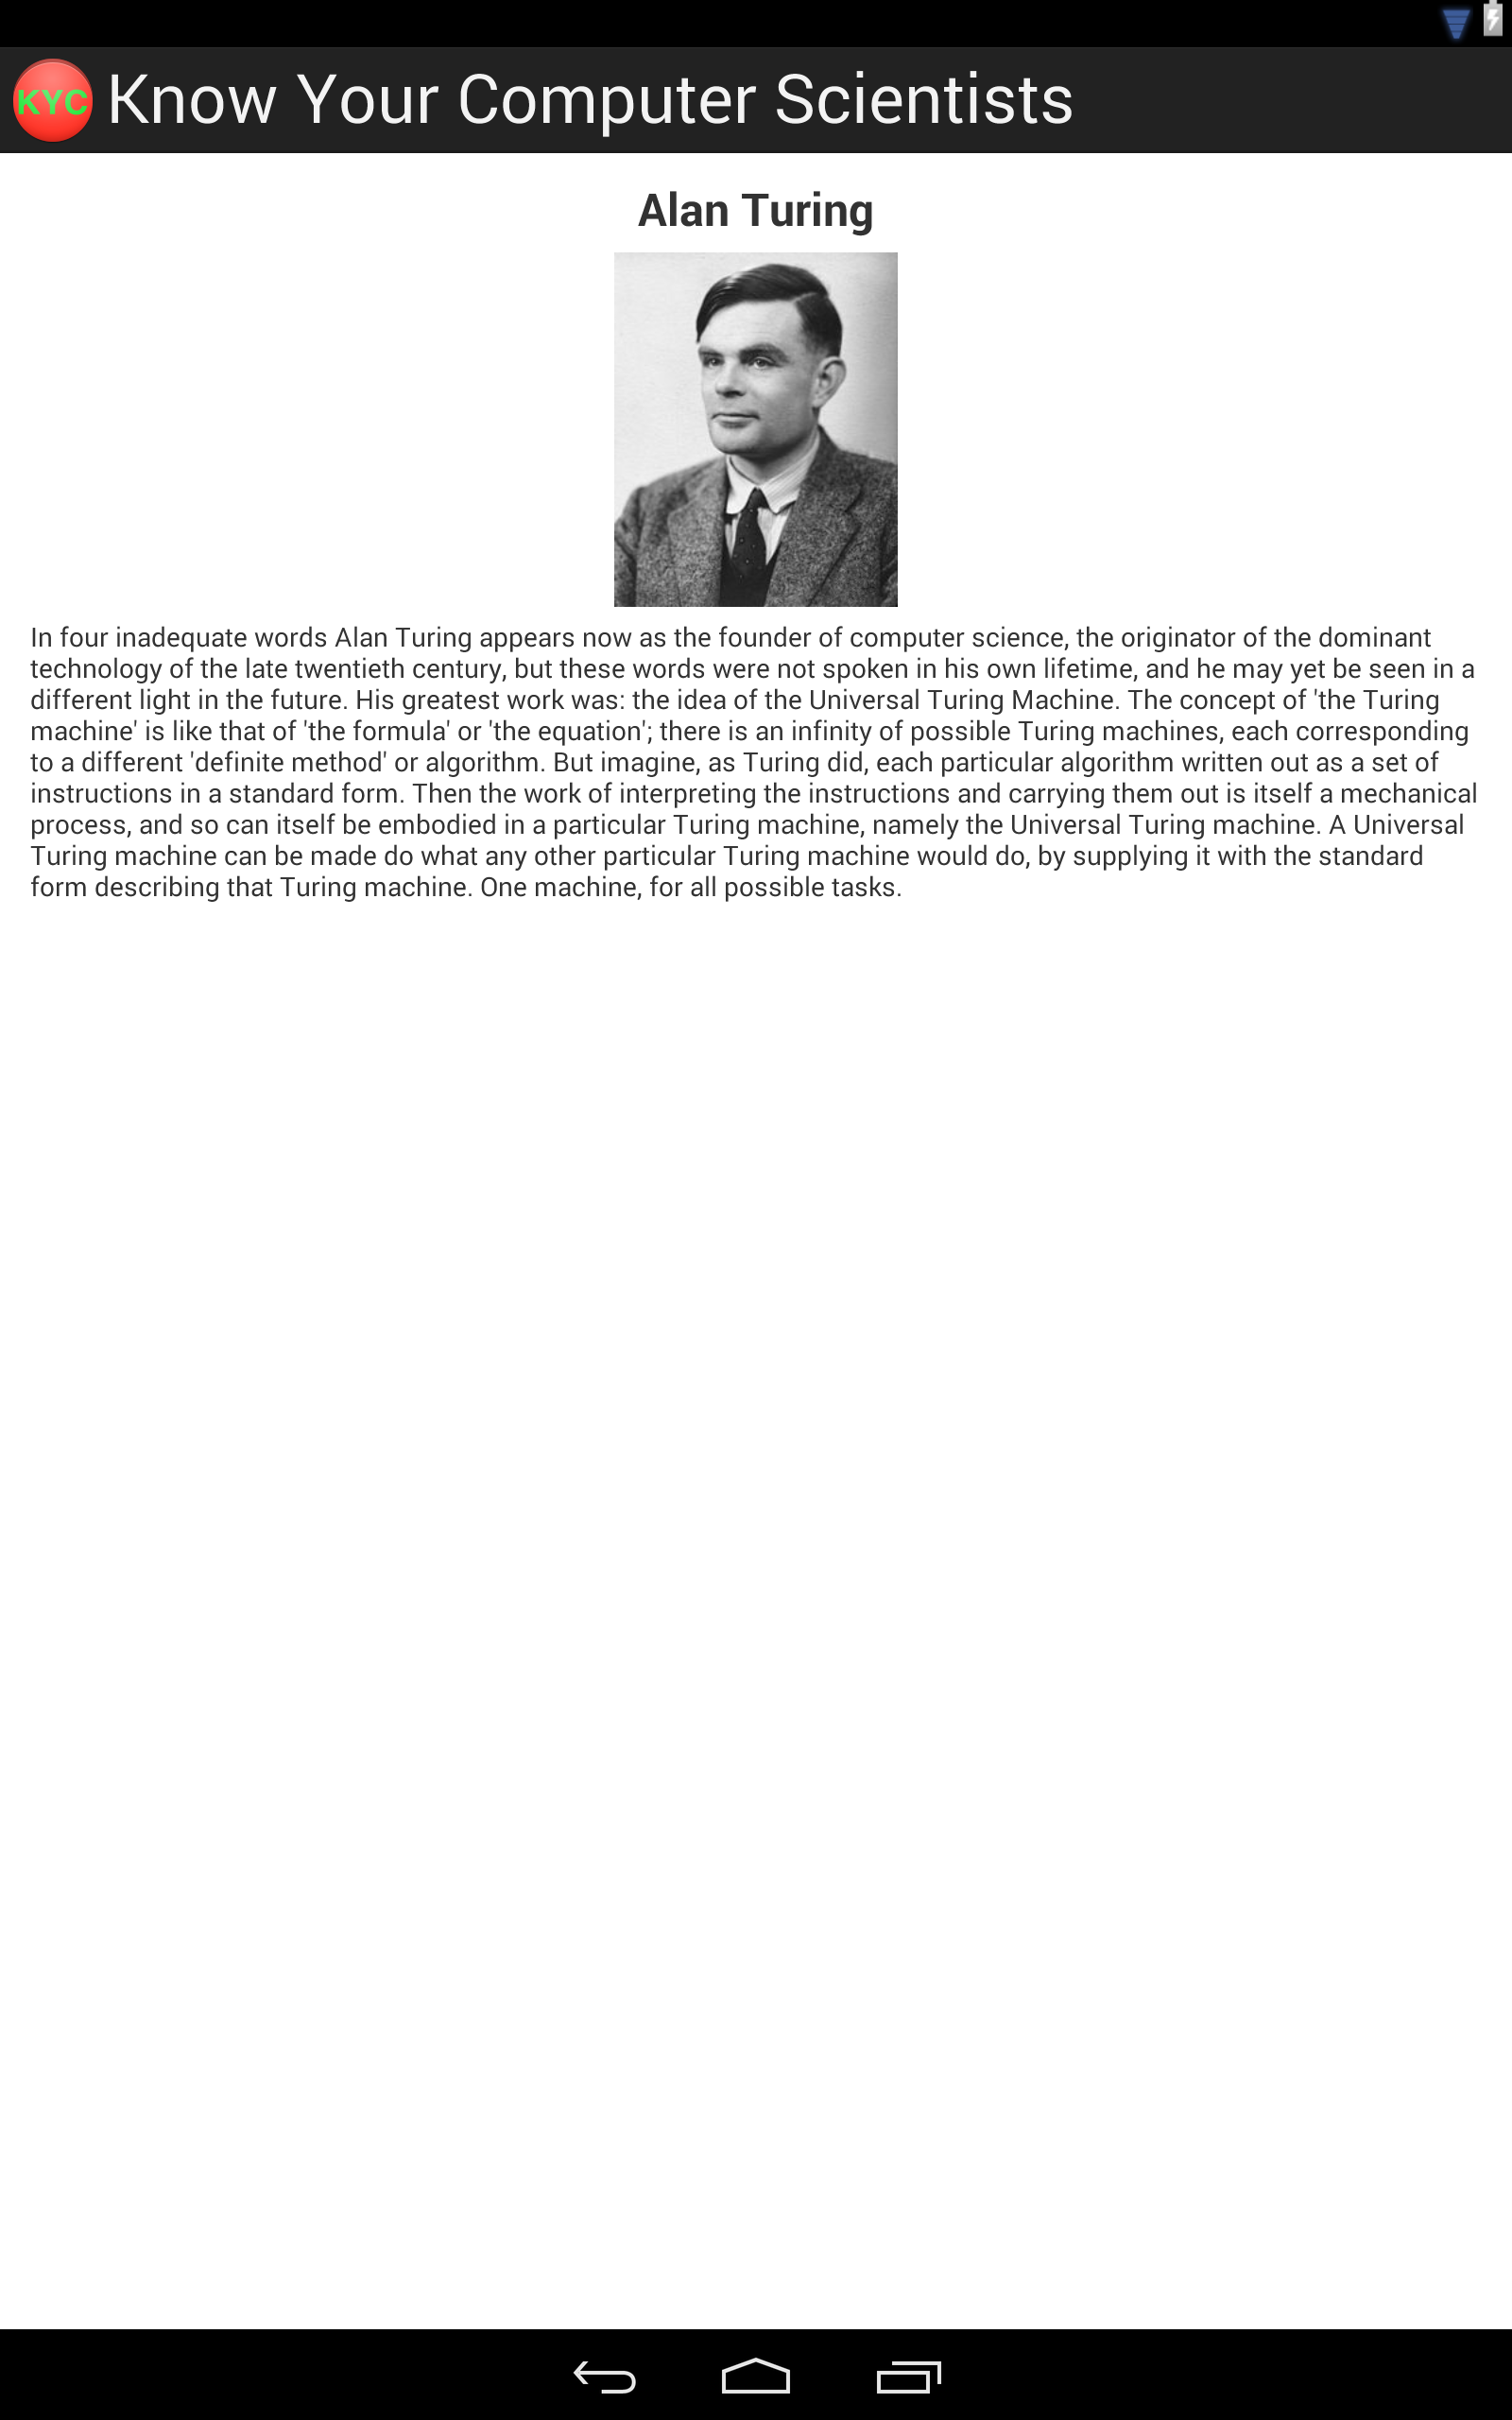 KYC Know Your Computer Scientists
Alan Turing
In four inadequate words Alan Turing appears now as the founder of computer science, the originator of the dominant
technology of the late twentieth century, but these words were not spoken in his own lifetime, and he may yet be seen in a
different light in the future. His greatest work was: the idea of the Universal Turing Machine. The concept of 'the Turing
machine' is like that of 'the formula' or 'the equation'; there is an infinity of possible Turing machines, each corresponding
to a different 'definite method' or algorithm. But imagine, as Turing did, each particular algorithm written out as a set of
instructions in a standard form. Then the work of interpreting the instructions and carrying them out is itself a mechanical
process, and so can itself be embodied in a particular Turing machine, namely the Universal Turing machine. A Universal
Turing machine can be made do what any other particular Turing machine would do, by supplying it with the standard
form describing that Turing machine. One machine, for all possible tasks.